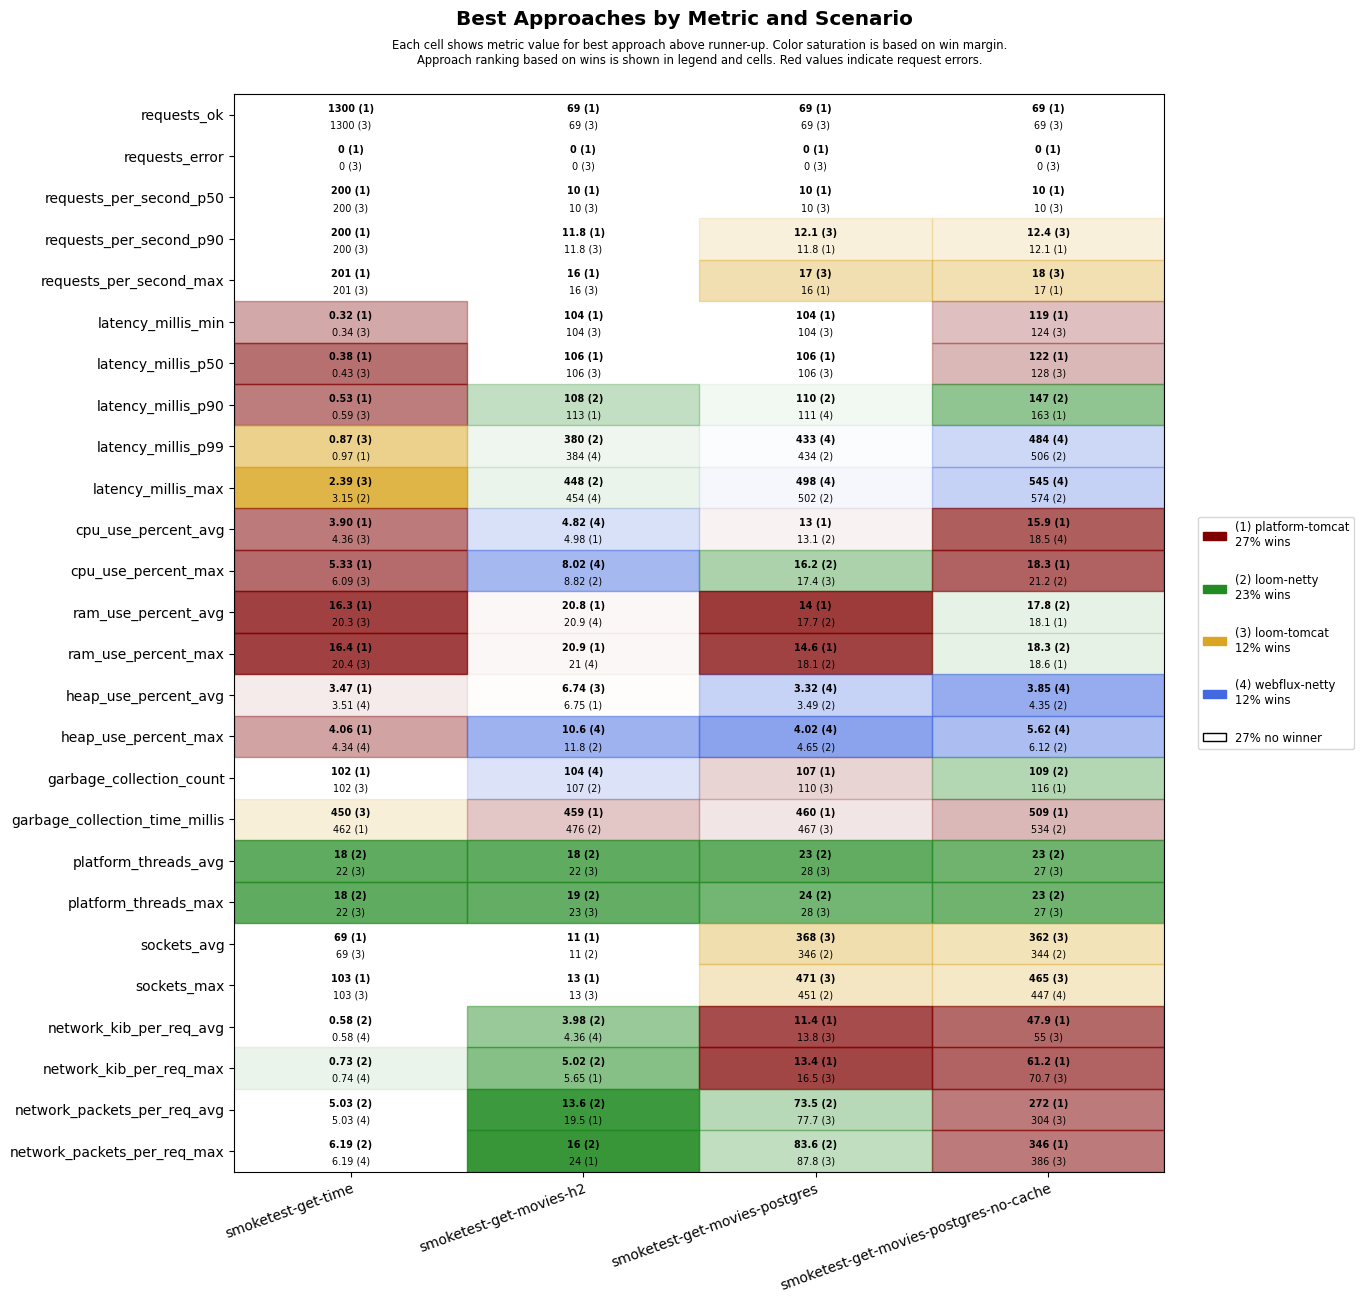 Best Approaches by Metric and Scenario
Each cell shows metric value for best approach above runner-up. Color saturation is based on win margin.
Approach ranking based on wins is shown in legend and cells. Red values indicate request errors.
requests_ok
1300 (1) 69 (1) 69 (1) 69 (1)
1300 (3) 69 (3) 69 (3) 69 (3)
requests_error
0 (1) 0 (1) 0 (1) 0 (1)
0 (3) 0 (3) 0 (3) 0 (3)
requests_per_second_p50
200 (1) 10 (1) 10 (1) 10 (1)
200 (3) 10 (3) 10 (3) 10 (3)
requests_per_second_p90
200 (1) 11.8 (1) 12.1 (3) 12.4 (3)
200 (3) 11.8 (3) 11.8 (1) 12.1 (1)
requests_per_second_max
201 (1) 16 (1) 17 (3) 18 (3)
201 (3) 16 (3) 16 (1) 17 (1)
latency_millis_min
0.32 (1) 104 (1) 104 (1) 119 (1)
0.34 (3) 104 (3) 104 (3) 124 (3)
latency_millis_p50
0.38 (1) 106 (1) 106 (1) 122 (1)
0.43 (3) 106 (3) 106 (3) 128 (3)
latency_millis_p90
0.53 (1) 108 (2) 110 (2) 147 (2)
0.59 (3) 113 (1) 111 (4) 163 (1)
latency_millis_p99
0.87 (3) 380 (2) 433 (4) 484 (4)
0.97 (1) 384 (4) 434 (2) 506 (2)
latency_millis_max
2.39 (3) 448 (2) 498 (4) 545 (4)
3.15 (2) 454 (4) 502 (2) 574 (2)
cpu_use_percent_avg
3.90 (1) 4.82 (4) 13 (1) 15.9 (1)
4.36 (3) 4.98 (1) 13.1 (2) 18.5 (4)
cpu_use_percent_max
5.33 (1) 8.02 (4) 16.2 (2) 18.3 (1)
6.09 (3) 8.82 (2) 17.4 (3) 21.2 (2)
ram_use_percent_avg
16.3 (1) 20.8 (1) 14 (1) 17.8 (2)
20.3 (3) 20.9 (4) 17.7 (2) 18.1 (1)
ram_use_percent_max
16.4 (1) 20.9 (1) 14.6 (1) 18.3 (2)
20.4 (3) 21 (4) 18.1 (2) 18.6 (1)
heap_use_percent_avg
3.47 (1) 6.74 (3) 3.32 (4) 3.85 (4)
3.51 (4) 6.75 (1) 3.49 (2) 4.35 (2)
heap_use_percent_max
4.06 (1) 10.6 (4) 4.02 (4) 5.62 (4)
4.34 (4) 11.8 (2) 4.65 (2) 6.12 (2)
garbage_collection_count
102 (1) 104 (4) 107 (1) 109 (2)
102 (3) 107 (2) 110 (3) 116 (1)
garbage_collection_time_millis
450 (3) 459 (1) 460 (1) 509 (1)
462 (1) 476 (2) 467 (3) 534 (2)
platform_threads_avg
18 (2) 18 (2) 23 (2) 23 (2)
22 (3) 22 (3) 28 (3) 27 (3)
platform_threads_max
18 (2) 19 (2) 24 (2) 23 (2)
22 (3) 23 (3) 28 (3) 27 (3)
sockets_avg
69 (1) 11 (1) 368 (3) 362 (3)
69 (3) 11 (2) 346 (2) 344 (2)
sockets_max
103 (1) 13 (1) 471 (3) 465 (3)
103 (3) 13 (3) 451 (2) 447 (4)
network_kib_per_req_avg
0.58 (2) 3.98 (2) 11.4 (1) 47.9 (1)
0.58 (4) 4.36 (4) 13.8 (3) 55 (3)
network_kib_per_req_max
0.73 (2) 5.02 (2) 13.4 (1) 61.2 (1)
0.74 (4) 5.65 (1) 16.5 (3) 70.7 (3)
network_packets_per_req_avg
5.03 (2) 13.6 (2) 73.5 (2) 272 (1)
5.03 (4) 19.5 (1) 77.7 (3) 304 (3)
network_packets_per_req_max
6.19 (2) 16 (2) 83.6 (2) 346 (1)
6.19 (4) 24 (1) 87.8 (3) 386 (3)
smoketest-get-time
smoketest-get-movies-h2
smoketest-get-movies-postgres
smoketest-get-movies-postgres-no-cache
(1) platform-tomcat
27% wins
(2) loom-netty
23% wins
(3) loom-tomcat
12% wins
(4) webflux-netty
12% wins
27% no winner